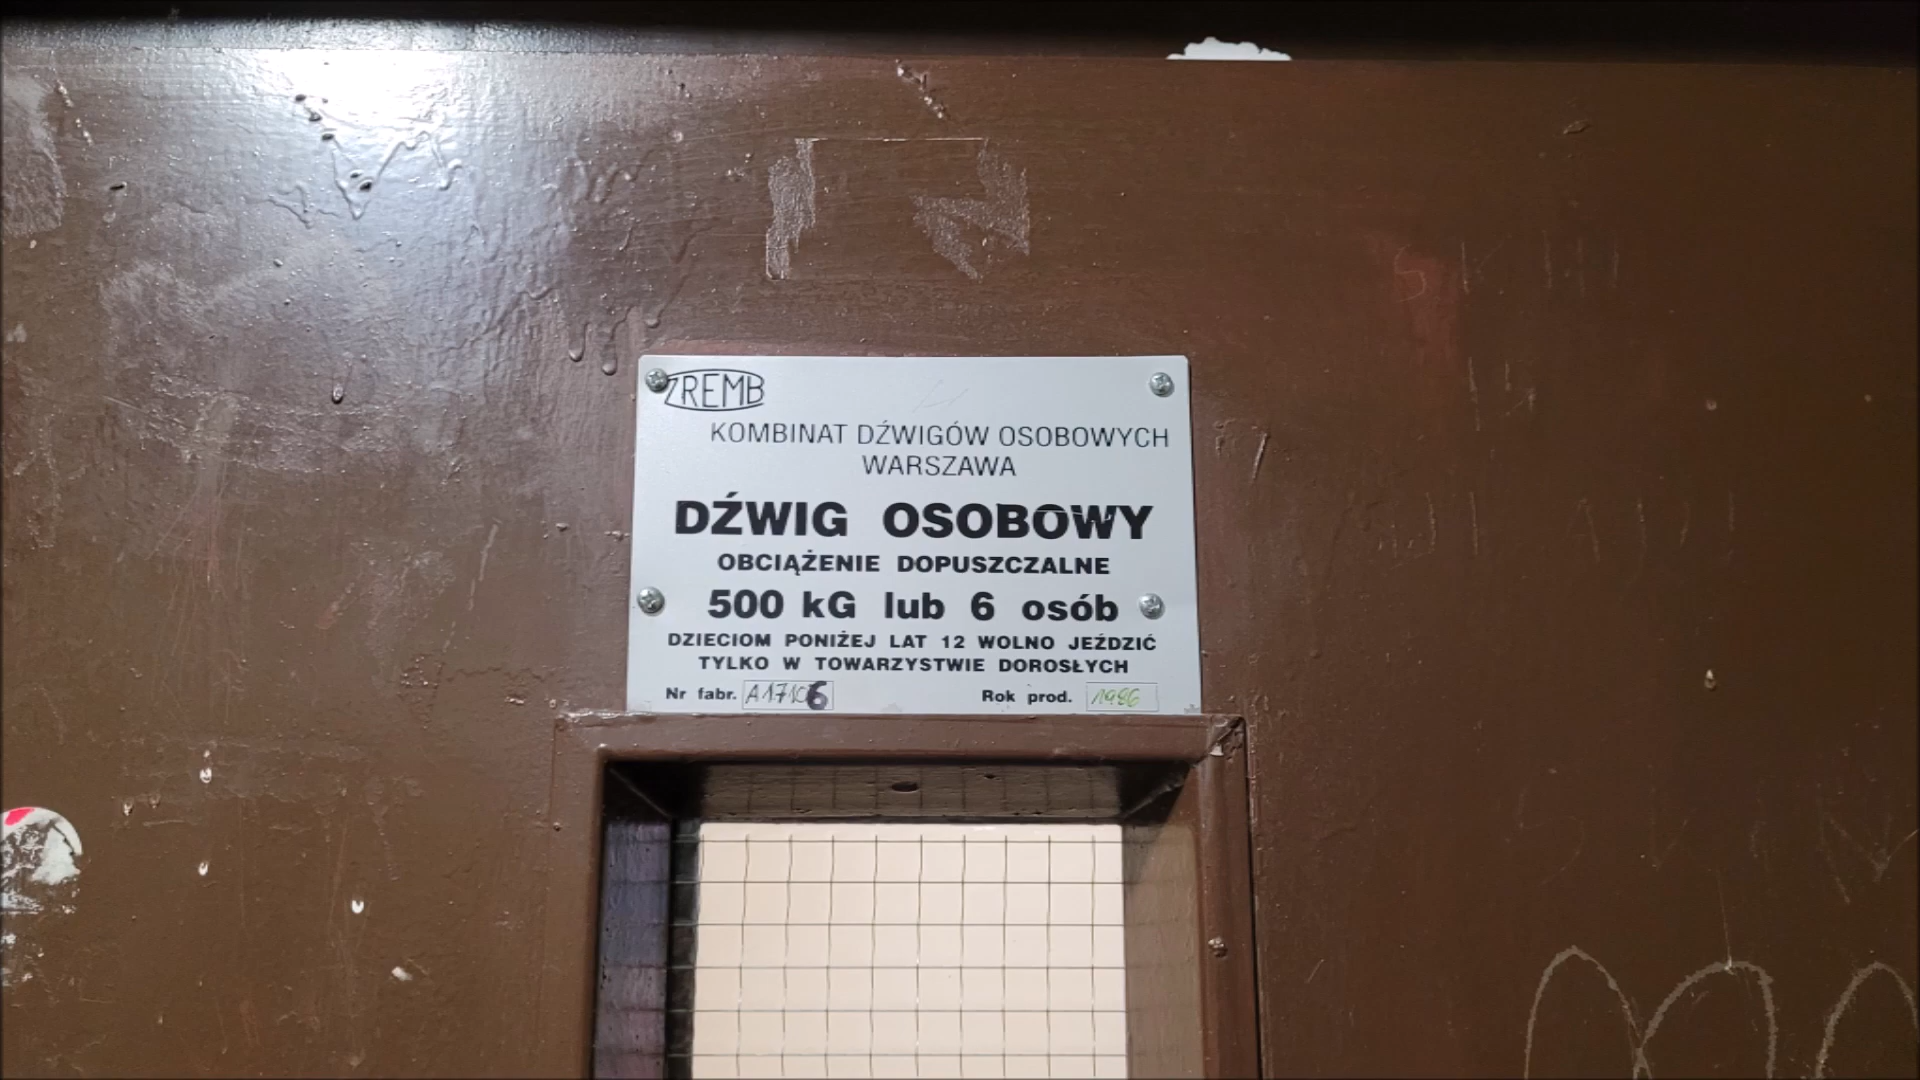 ZREMB
KOMBINAT DŹWIGÓW OSOBOWYCH
WARSZAWA
DŹWIG OSOBOWY
OBCIĄŻENIE DOPUSZCZALNE
500 kG lub 6 osób
DZIECIOM PONIŻEJ LAT 12 WOLNO JEŹDZIĆ
TYLKO W TOWARZYSTWIE DOROSŁYCH
Nr fabr. A17106 Rok prod. 1986